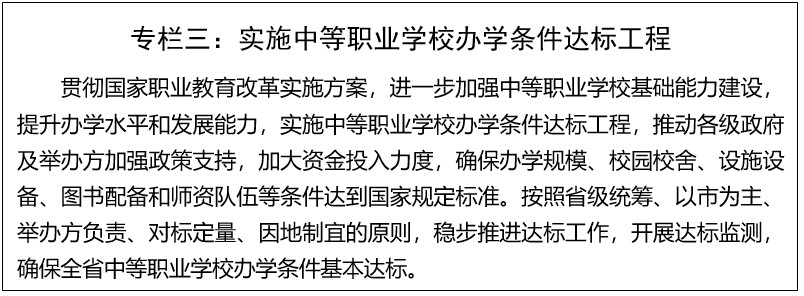 专栏三：实施中等职业学校办学条件达标工程
贯彻国家职业教育改革实施方案，进一步加强中等职业学校基础能力建设，
提升办学水平和发展能力，实施中等职业学校办学条件达标工程，推动各级政府
及举办方加强政策支持，加大资金投入力度，确保办学规模、校园校舍、设施设
备、图书配备和师资队伍等条件达到国家规定标准。按照省级统筹、以市为主、
举办方负责、对标定量、因地制宜的原则，稳步推进达标工作，开展达标监测，
确保全省中等职业学校办学条件基本达标。